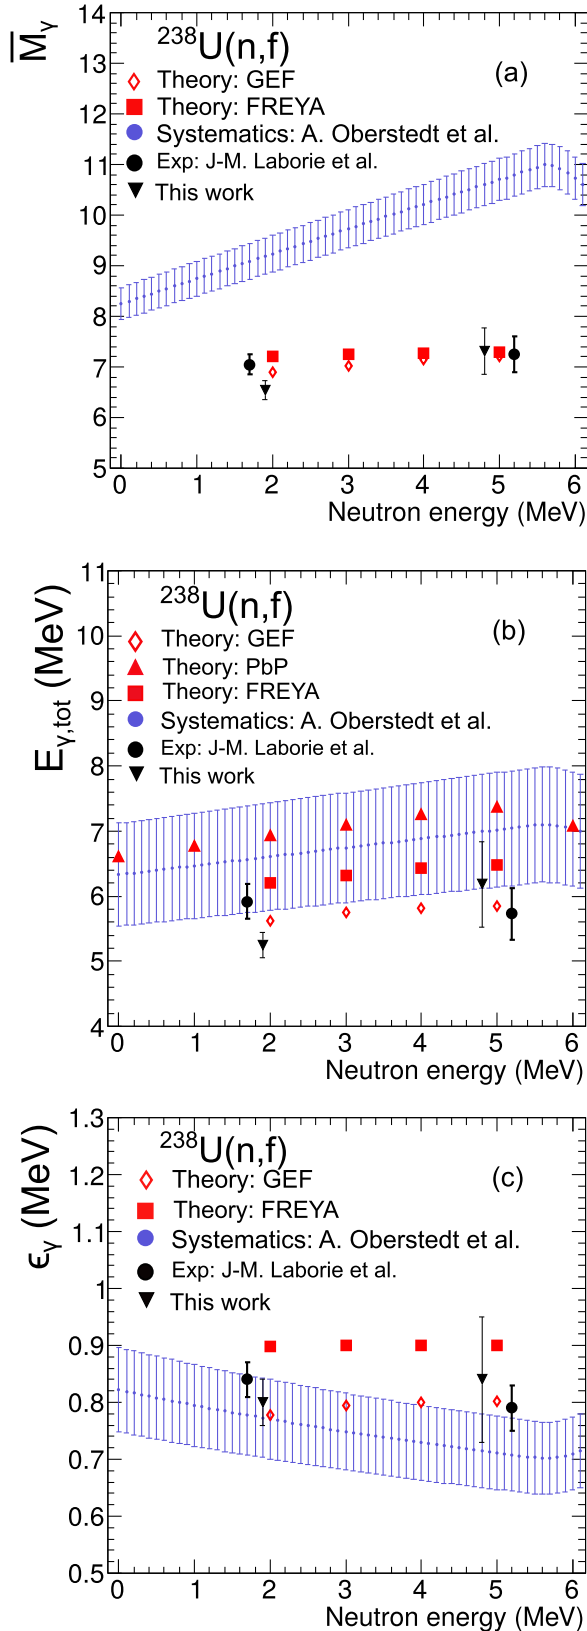 M̅γ
14
13
12
11
10
9
8
7
6
5
²³⁸U(n,f)
(a)
Theory: GEF
Theory: FREYA
Systematics: A. Oberstedt et al.
Exp: J-M. Laborie et al.
This work
0 1 2 3 4 5 6
Neutron energy (MeV)
Eγ,tot (MeV)
11
10
9
8
7
6
5
4
²³⁸U(n,f)
(b)
Theory: GEF
Theory: PbP
Theory: FREYA
Systematics: A. Oberstedt et al.
Exp: J-M. Laborie et al.
This work
0 1 2 3 4 5 6
Neutron energy (MeV)
ϵγ (MeV)
1.3
1.2
1.1
1
0.9
0.8
0.7
0.6
0.5
²³⁸U(n,f)
(c)
Theory: GEF
Theory: FREYA
Systematics: A. Oberstedt et al.
Exp: J-M. Laborie et al.
This work
0 1 2 3 4 5 6
Neutron energy (MeV)